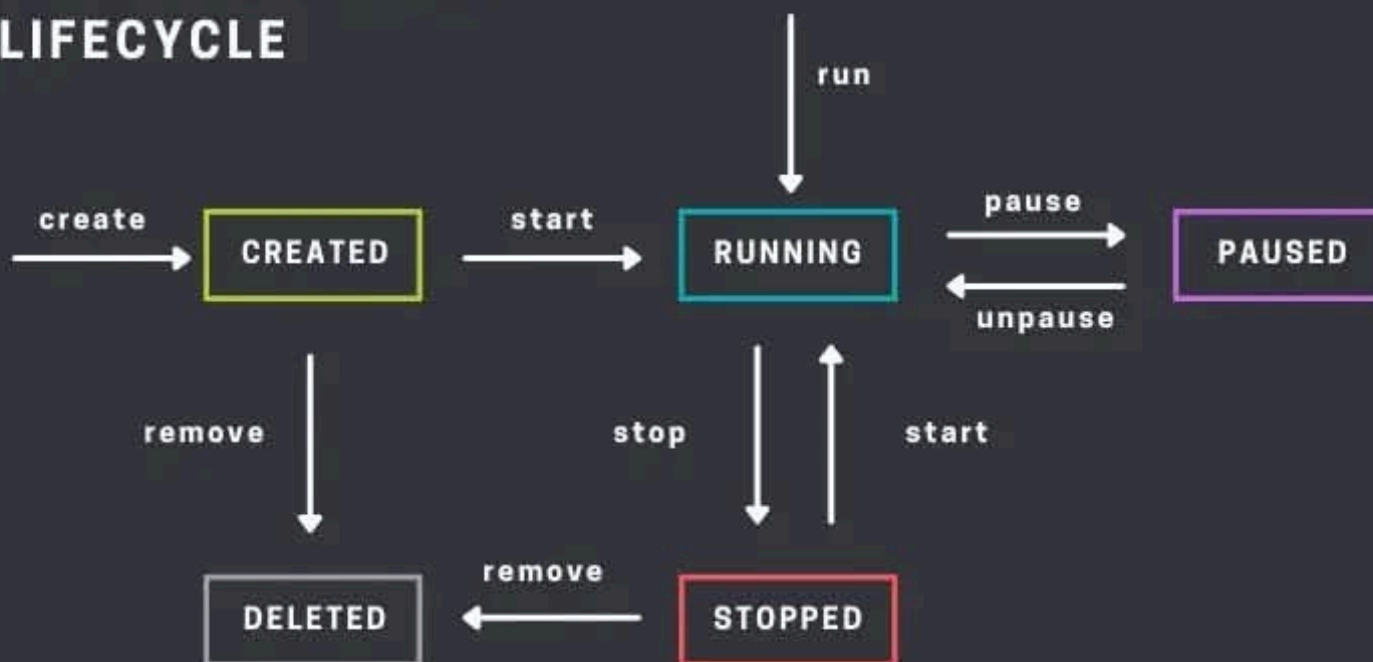 LIFECYCLE
run
create
CREATED
start
RUNNING
pause
unpause
PAUSED
remove
stop
start
DELETED
remove
STOPPED